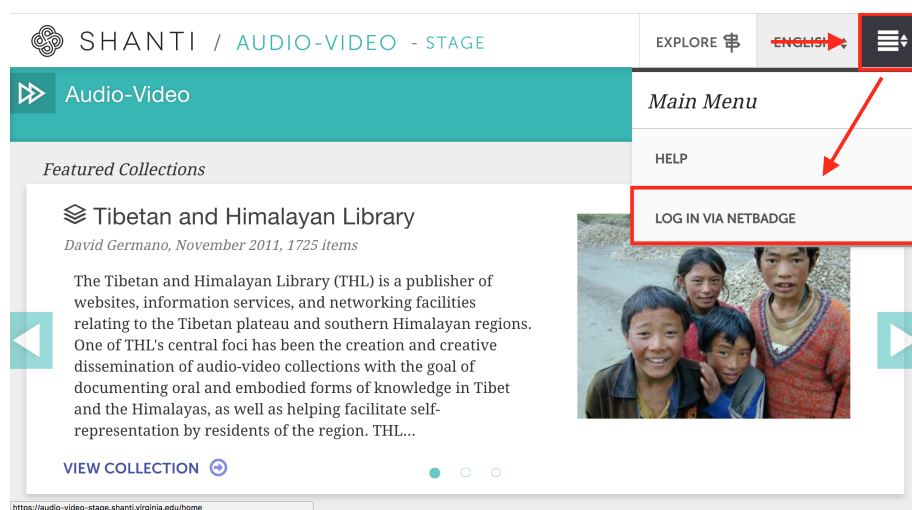 SHANTI / AUDIO-VIDEO - STAGE
EXPLORE
ENGLISH
Audio-Video
Main Menu
HELP
LOG IN VIA NETBADGE
Featured Collections
Tibetan and Himalayan Library
David Germano, November 2011, 1725 items
The Tibetan and Himalayan Library (THL) is a publisher of
websites, information services, and networking facilities
relating to the Tibetan plateau and southern Himalayan regions.
One of THL's central foci has been the creation and creative
dissemination of audio-video collections with the goal of
documenting oral and embodied forms of knowledge in Tibet
and the Himalayas, as well as helping facilitate self-
representation by residents of the region. THL...
VIEW COLLECTION
https://audio-video-stage.shanti.virginia.edu/home